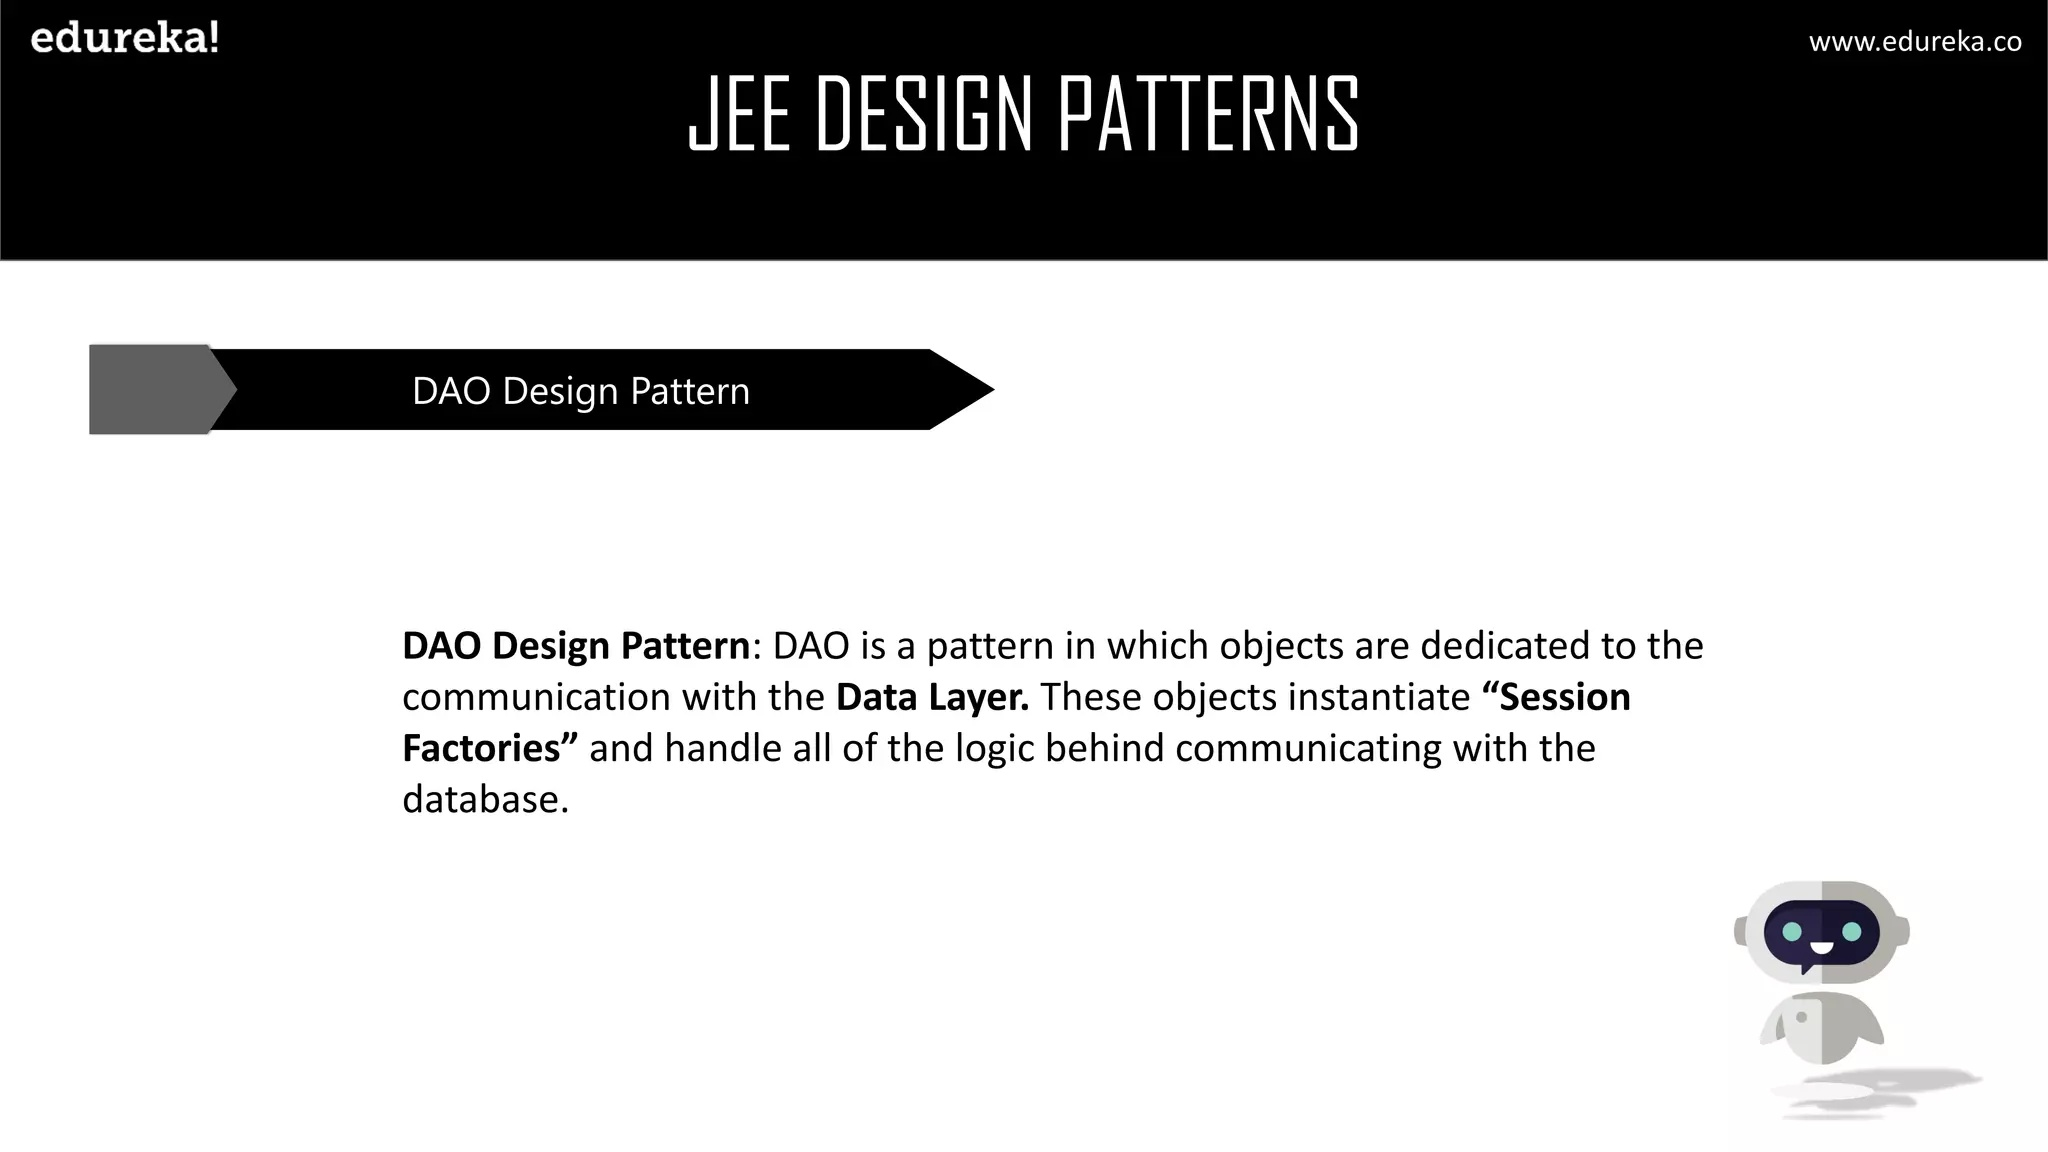 edureka!
www.edureka.co
JEE DESIGN PATTERNS
DAO Design Pattern
DAO Design Pattern: DAO is a pattern in which objects are dedicated to the
communication with the Data Layer. These objects instantiate “Session
Factories” and handle all of the logic behind communicating with the
database.